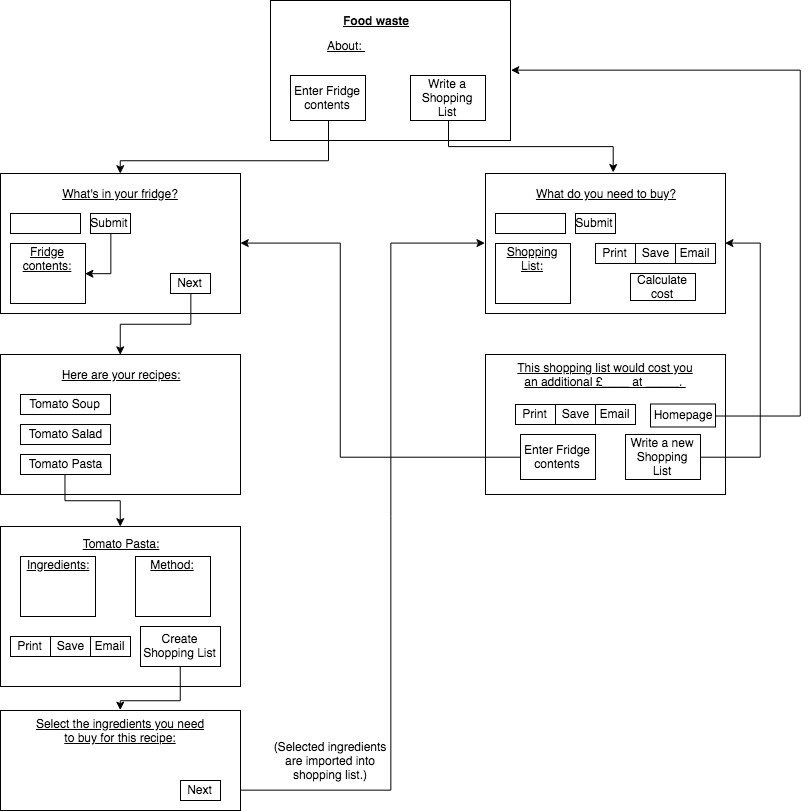 Food waste
About:
Enter Fridge
contents
Write a
Shopping
List
What's in your fridge?
Submit
Fridge
contents:
Next
What do you need to buy?
Submit
Shopping
List:
Print Save Email
Calculate
cost
Here are your recipes:
Tomato Soup
Tomato Salad
Tomato Pasta
This shopping list would cost you
an additional £____ at _____.
Print Save Email
Homepage
Enter Fridge
contents
Write a new
Shopping
List
Tomato Pasta:
Ingredients:
Method:
Print Save Email
Create
Shopping List
Select the ingredients you need
to buy for this recipe:
Next
(Selected ingredients
are imported into
shopping list.)